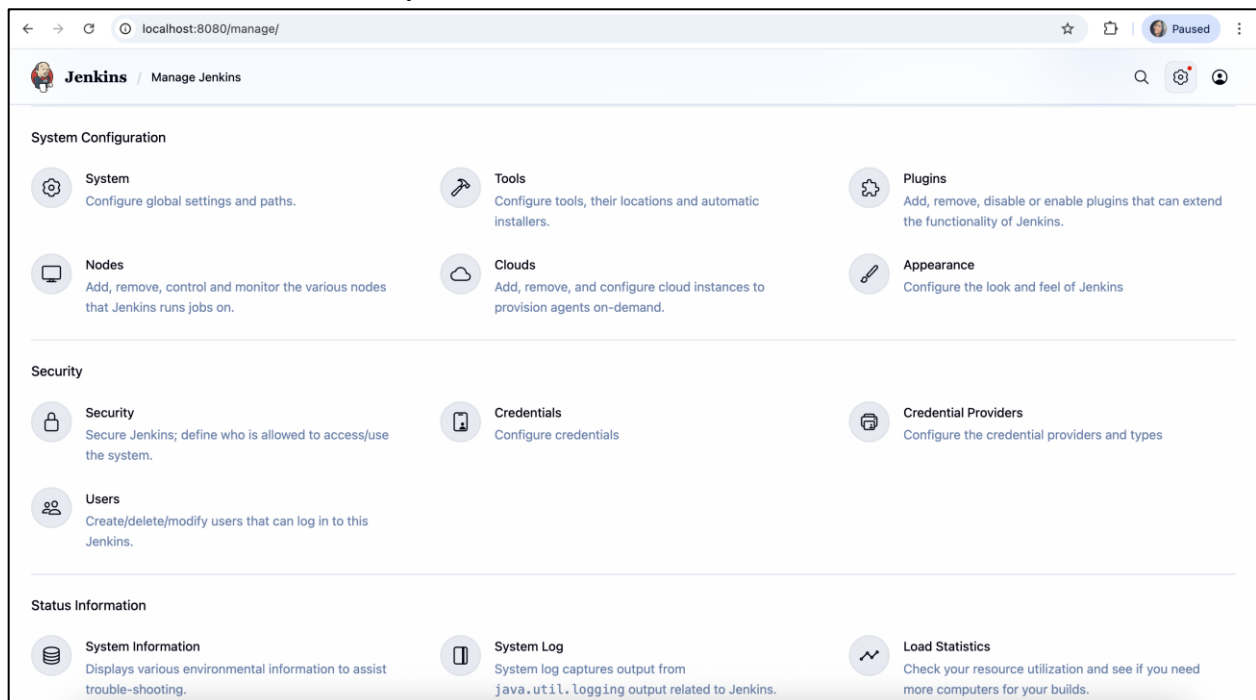 localhost:8080/manage/
Paused
Jenkins / Manage Jenkins
System Configuration
System
Configure global settings and paths.
Tools
Configure tools, their locations and automatic
installers.
Plugins
Add, remove, disable or enable plugins that can extend
the functionality of Jenkins.
Nodes
Add, remove, control and monitor the various nodes
that Jenkins runs jobs on.
Clouds
Add, remove, and configure cloud instances to
provision agents on-demand.
Appearance
Configure the look and feel of Jenkins
Security
Security
Secure Jenkins; define who is allowed to access/use
the system.
Credentials
Configure credentials
Credential Providers
Configure the credential providers and types
Users
Create/delete/modify users that can log in to this
Jenkins.
Status Information
System Information
Displays various environmental information to assist
trouble-shooting.
System Log
System log captures output from
java.util.logging output related to Jenkins.
Load Statistics
Check your resource utilization and see if you need
more computers for your builds.